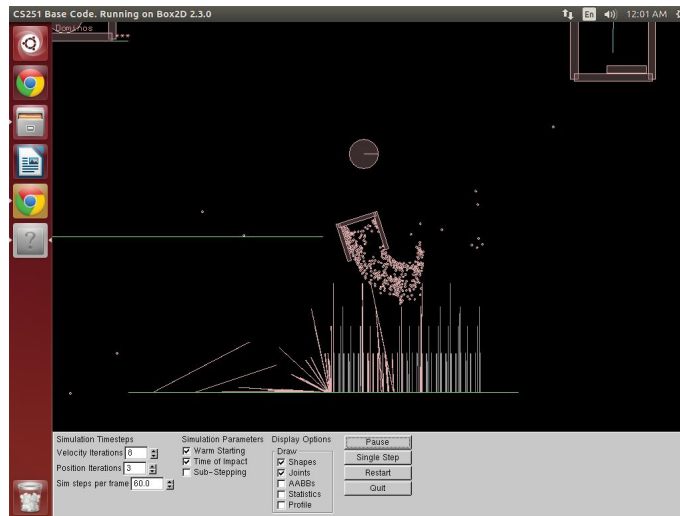 CS251 Base Code. Running on Box2D 2.3.0
En
12:01 AM
Dominos
***
?
Simulation Timesteps
Velocity Iterations 8
Position Iterations 3
Sim steps per frame 60.0
Simulation Parameters
Warm Starting
Time of Impact
Sub-Stepping
Display Options
Draw
Shapes
Joints
AABBs
Statistics
Profile
Pause
Single Step
Restart
Quit